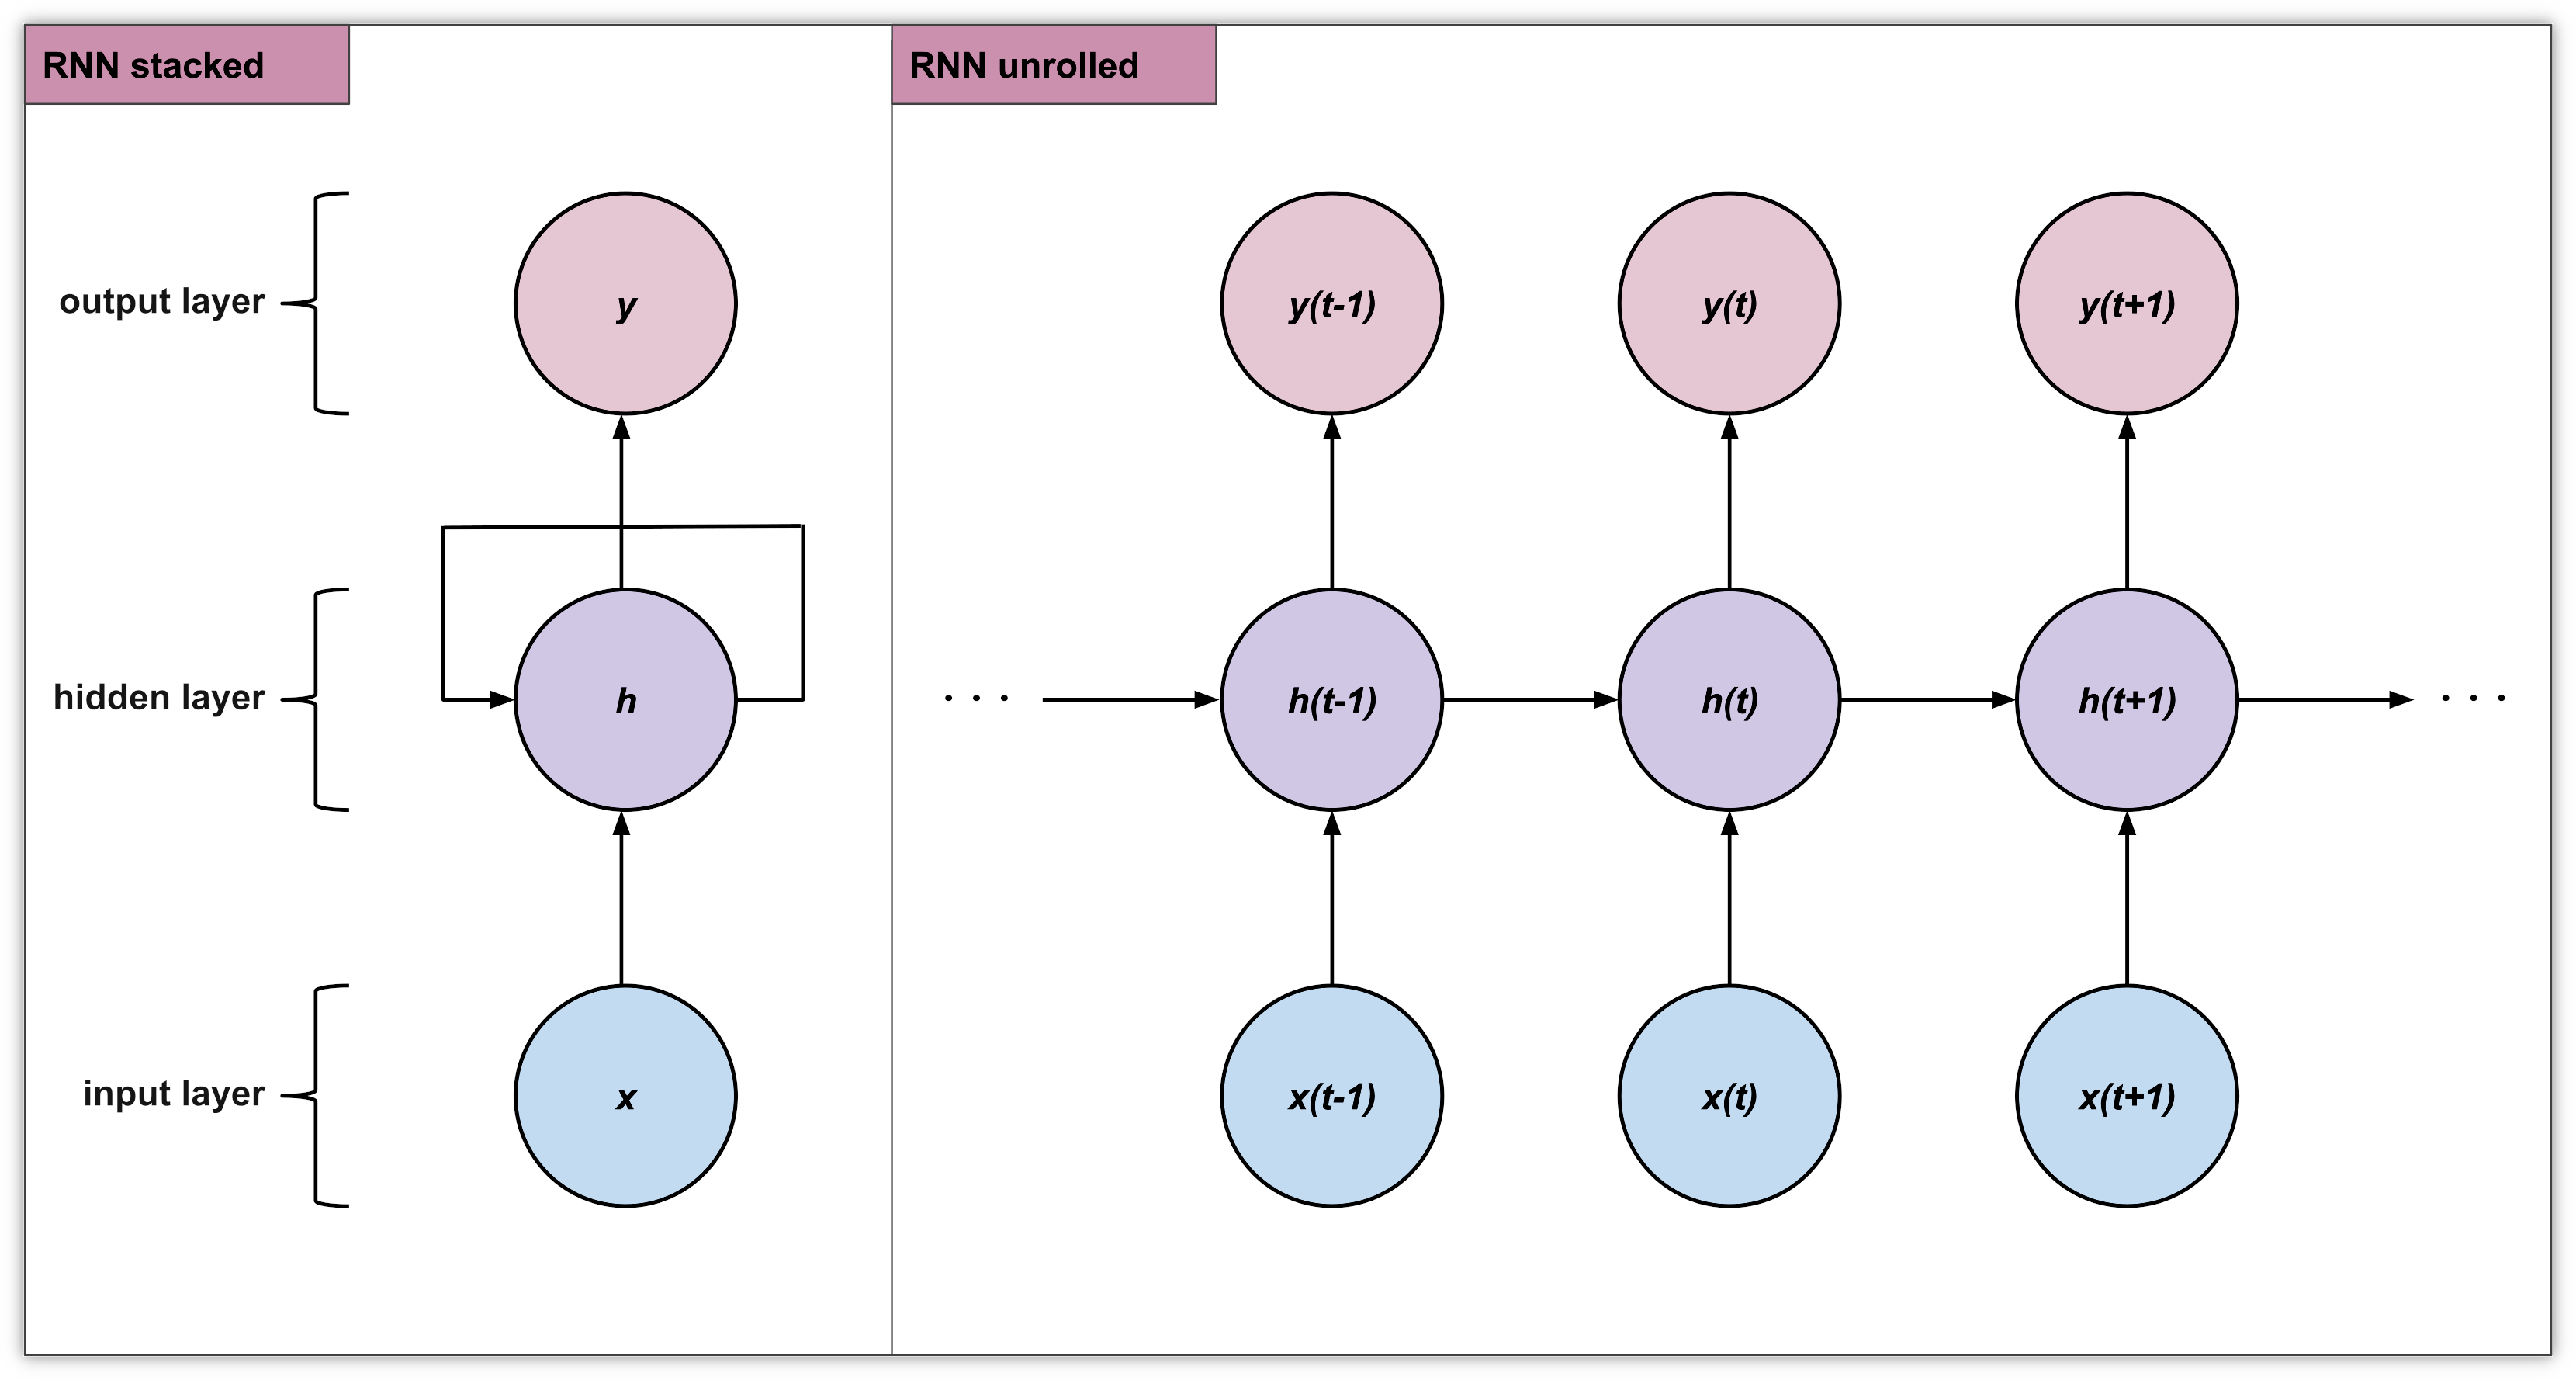 RNN stacked
RNN unrolled
output layer
y
y(t-1)
y(t)
y(t+1)
hidden layer
h
. . .
h(t-1)
h(t)
h(t+1)
. . .
input layer
x
x(t-1)
x(t)
x(t+1)